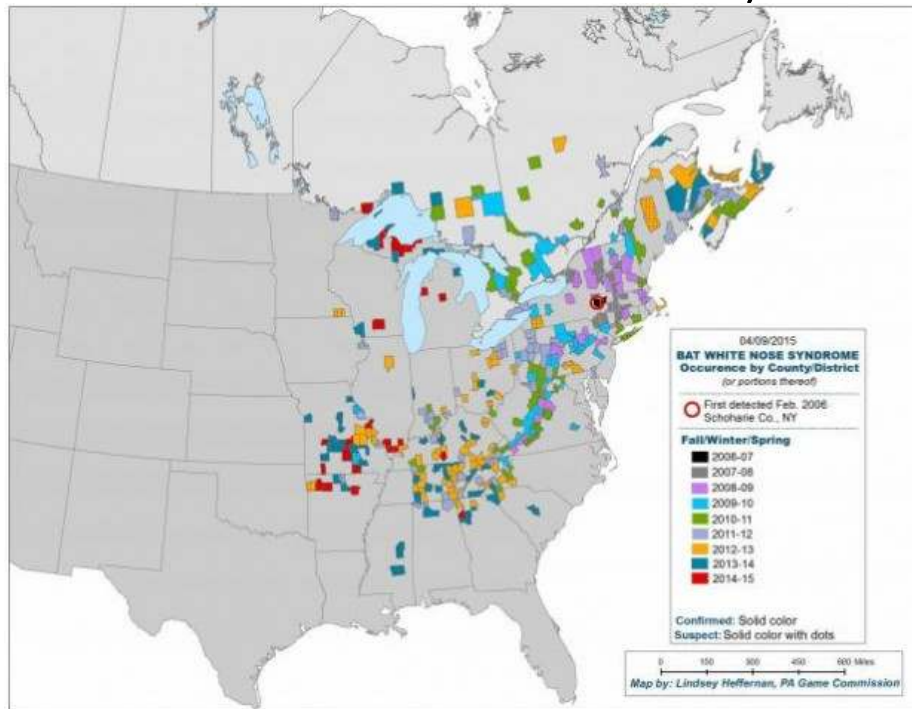 04/09/2015
BAT WHITE NOSE SYNDROME
Occurence by County/District
(or portions thereof)
First detected Feb. 2006
Schoharie Co., NY
Fall/Winter/Spring
2006-07
2007-08
2008-09
2009-10
2010-11
2011-12
2012-13
2013-14
2014-15
Confirmed: Solid color
Suspect: Solid color with dots
0 150 300 450 600 Miles
Map by: Lindsey Heffernan, PA Game Commission